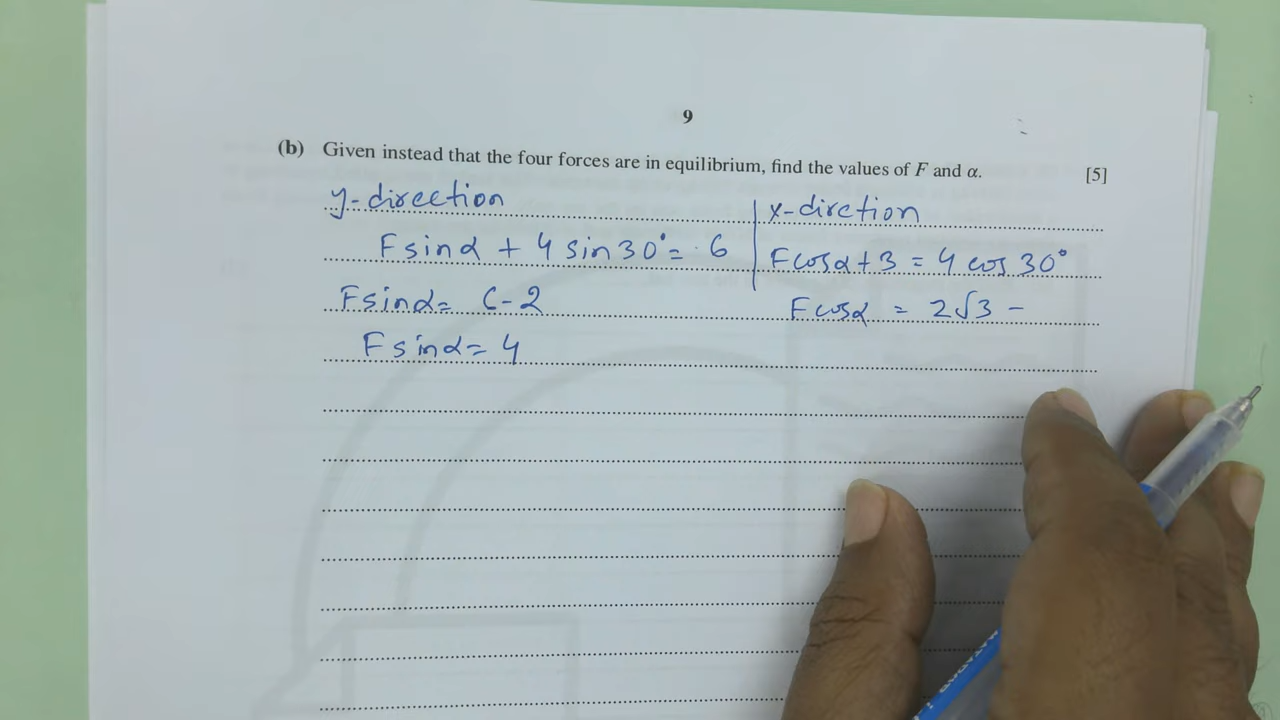 9
(b) Given instead that the four forces are in equilibrium, find the values of F and α. [5]
y-direction
Fsinα + 4 sin30° = 6
Fsinα = 6-2
Fsinα = 4
x-dirction
Fcosα+3 = 4 cos 30°
Fcosα = 2√3 -